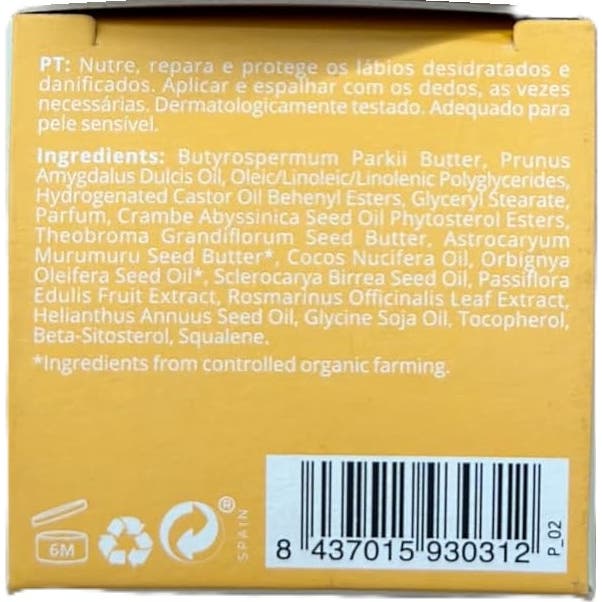 PT: Nutre, repara e protege os lábios desidratados e
danificados. Aplicar e espalhar com os dedos, as vezes
necessárias. Dermatologicamente testado. Adequado para
pele sensível.
Ingredients: Butyrospermum Parkii Butter, Prunus
Amygdalus Dulcis Oil, Oleic/Linoleic/Linolenic Polyglycerides,
Hydrogenated Castor Oil Behenyl Esters, Glyceryl Stearate,
Parfum, Crambe Abyssinica Seed Oil Phytosterol Esters,
Theobroma Grandiflorum Seed Butter, Astrocaryum
Murumuru Seed Butter*, Cocos Nucifera Oil, Orbignya
Oleifera Seed Oil*, Sclerocarya Birrea Seed Oil, Passiflora
Edulis Fruit Extract, Rosmarinus Officinalis Leaf Extract,
Helianthus Annuus Seed Oil, Glycine Soja Oil, Tocopherol,
Beta-Sitosterol, Squalene.
*Ingredients from controlled organic farming.
6M
®
SPAIN
8 437015 930312
P_02